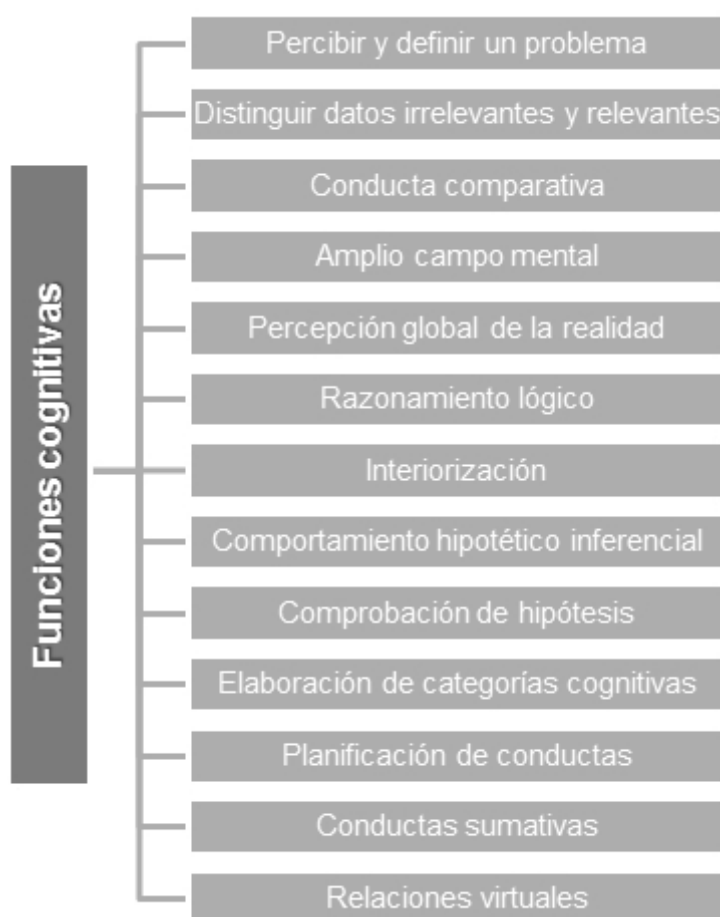 Funciones cognitivas
Percibir y definir un problema
Distinguir datos irrelevantes y relevantes
Conducta comparativa
Amplio campo mental
Percepción global de la realidad
Razonamiento lógico
Interiorización
Comportamiento hipotético inferencial
Comprobación de hipótesis
Elaboración de categorías cognitivas
Planificación de conductas
Conductas sumativas
Relaciones virtuales